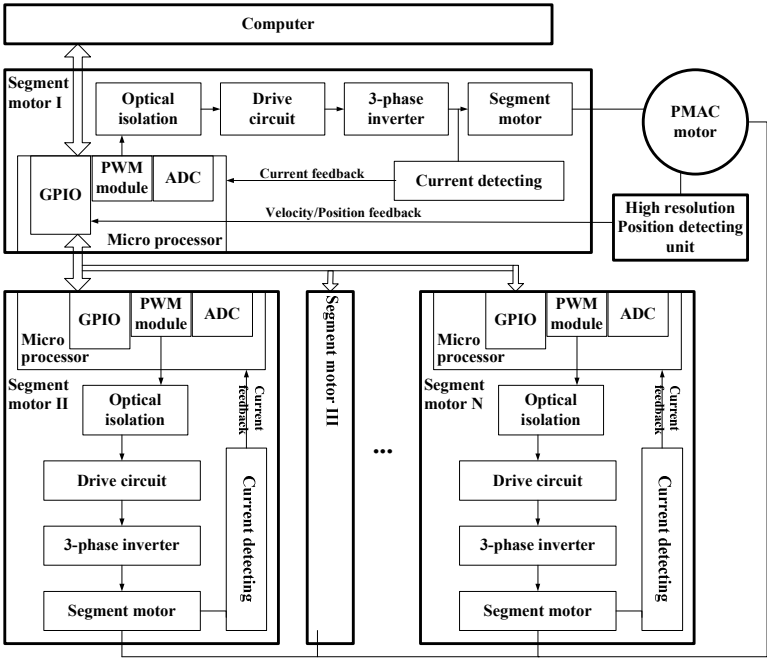 Computer
Segment
motor I
Optical
isolation
Drive
circuit
3-phase
inverter
Segment
motor
PMAC
motor
GPIO
PWM
module
ADC
Current feedback
Current detecting
Velocity/Position feedback
Micro processor
High resolution
Position detecting
unit
GPIO
PWM
module
ADC
Micro
processor
Segment
motor II
Optical
isolation
Current
feedback
Drive circuit
3-phase inverter
Segment motor
Current detecting
Segment motor III
...
GPIO
PWM
module
ADC
Micro
processor
Segment
motor N
Optical
isolation
Current
feedback
Drive circuit
3-phase inverter
Segment motor
Current detecting